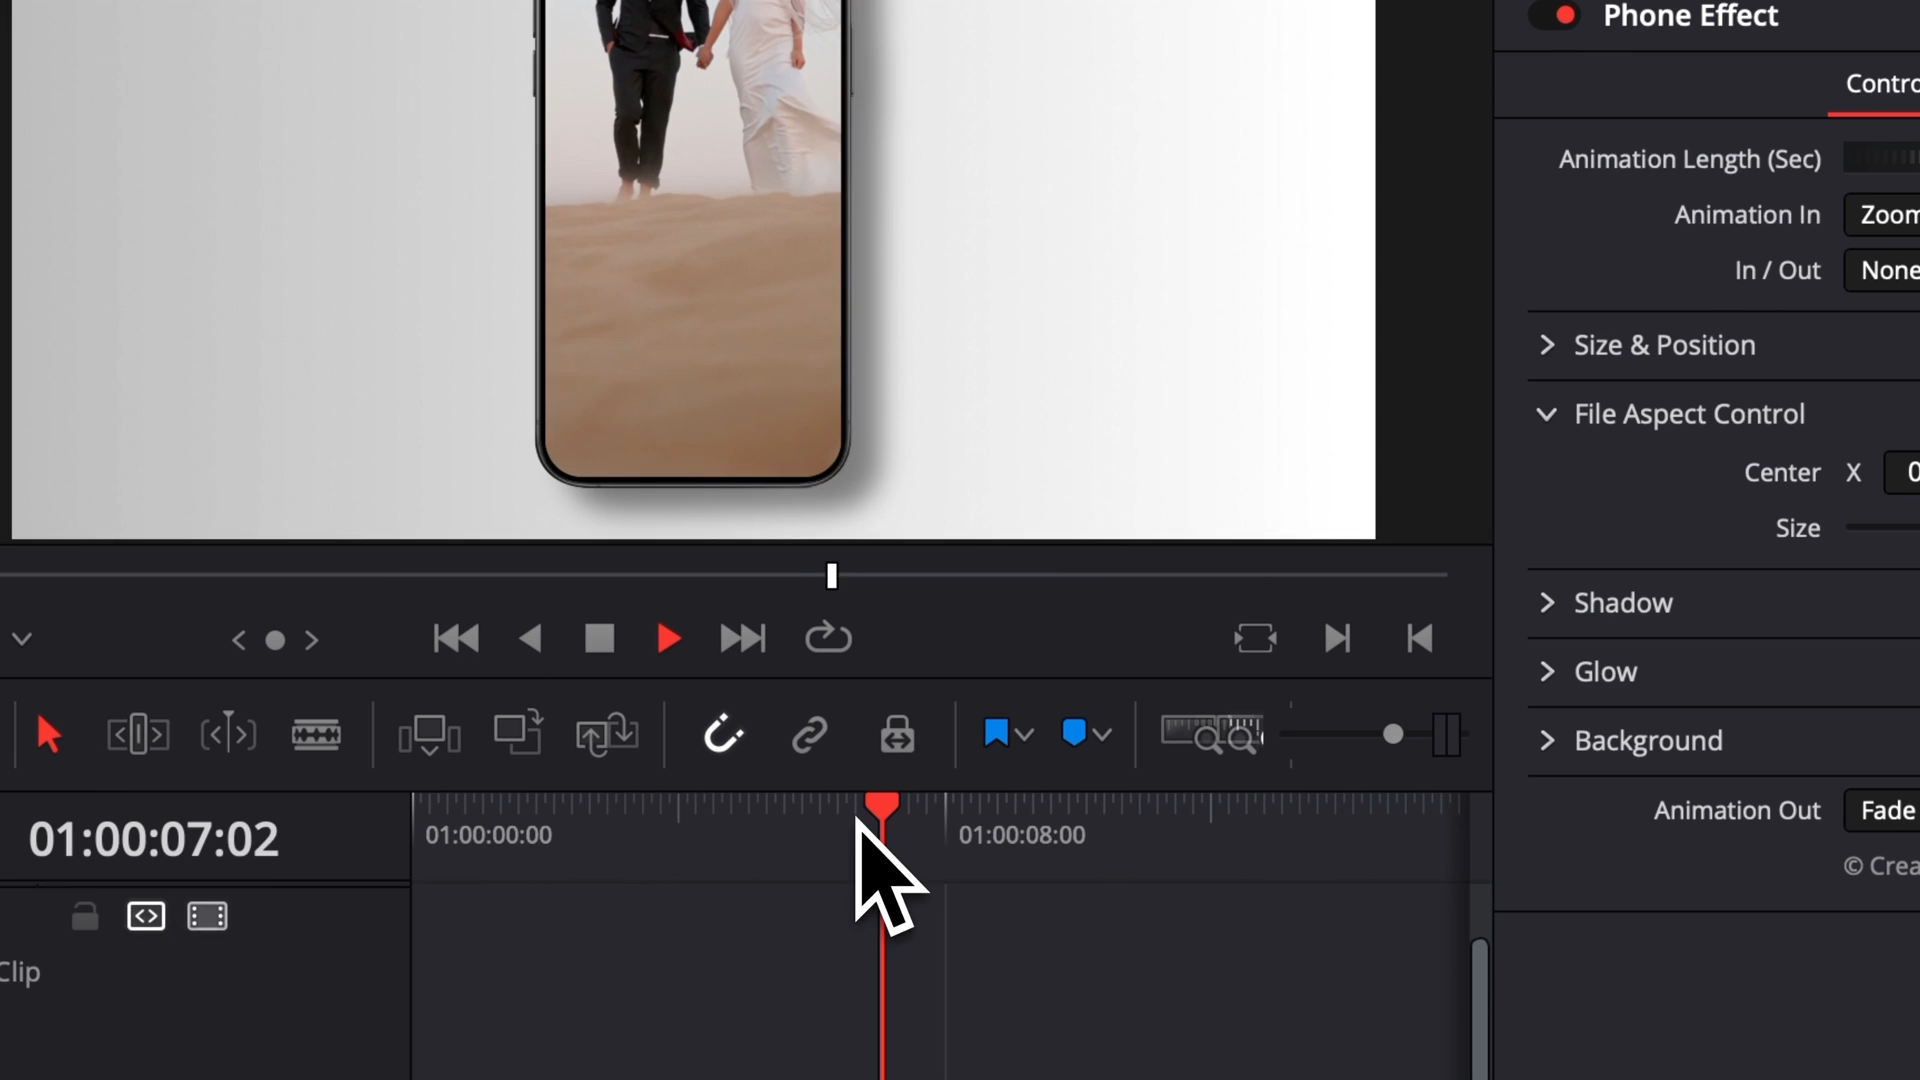 Phone Effect
Contro
Animation Length (Sec)
Animation In
Zoom
In / Out
None
Size & Position
File Aspect Control
Center X 0
Size
Shadow
Glow
Background
Animation Out
Fade
© Crea
01:00:07:02
01:00:00:00
01:00:08:00
Clip